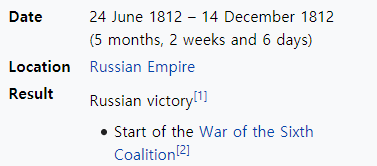 Date 24 June 1812 – 14 December 1812
(5 months, 2 weeks and 6 days)
Location Russian Empire
Result Russian victory[1]
• Start of the War of the Sixth
Coalition[2]